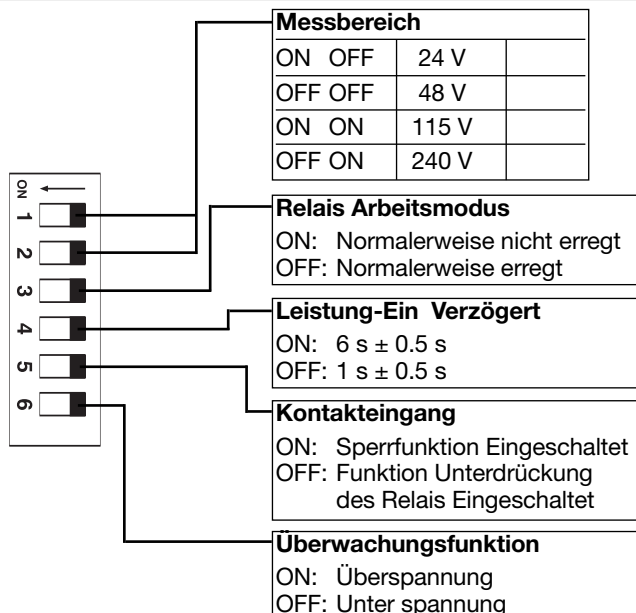 Messbereich
ON OFF 24 V
OFF OFF 48 V
ON ON 115 V
OFF ON 240 V
ON
1
2
3
4
5
6
Relais Arbeitsmodus
ON: Normalerweise nicht erregt
OFF: Normalerweise erregt
Leistung-Ein Verzögert
ON: 6 s ± 0.5 s
OFF: 1 s ± 0.5 s
Kontakteingang
ON: Sperrfunktion Eingeschaltet
OFF: Funktion Unterdrückung
des Relais Eingeschaltet
Überwachungsfunktion
ON: Überspannung
OFF: Unter spannung